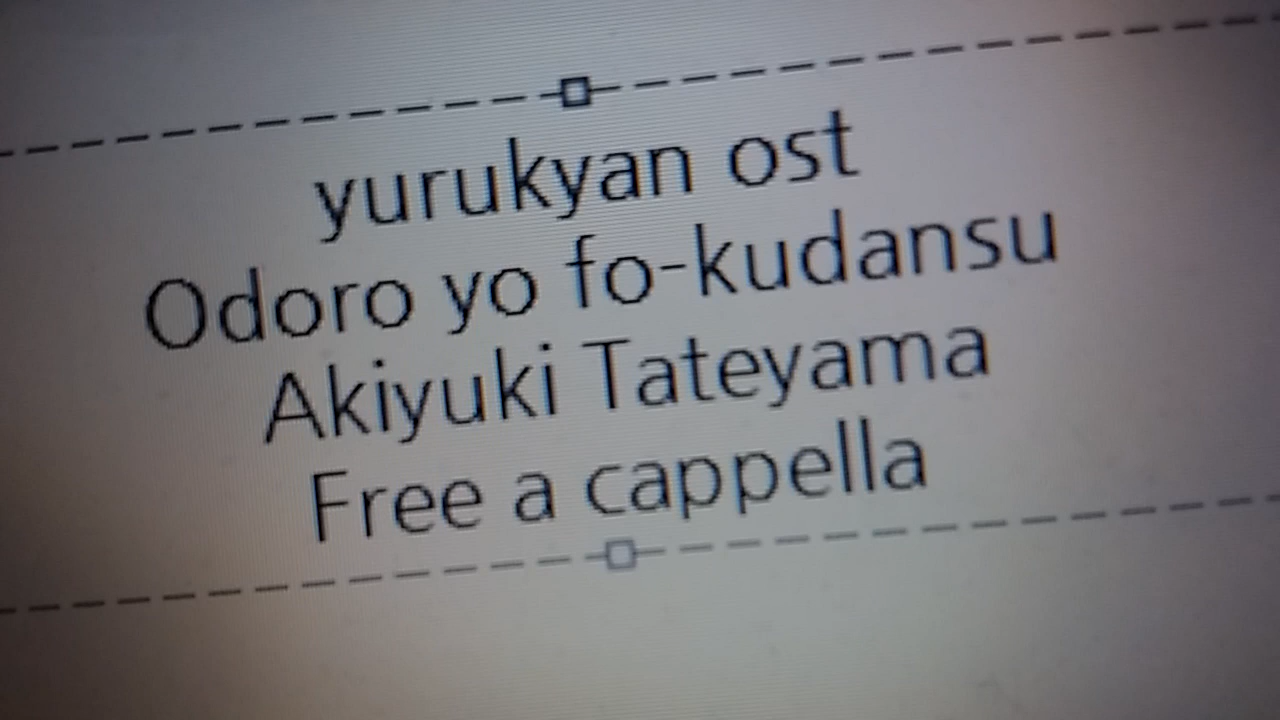 yurukyan ost
Odoro yo fo-kudansu
Akiyuki Tateyama
Free a cappella